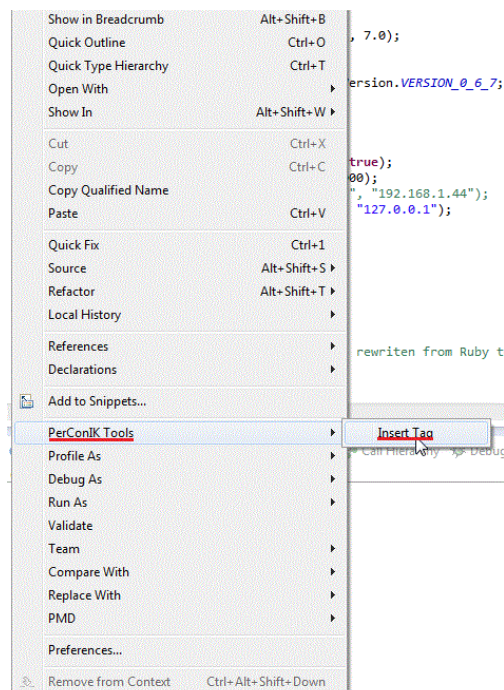 Show in Breadcrumb Alt+Shift+B
Quick Outline Ctrl+O
, 7.0);
Quick Type Hierarchy Ctrl+T
Open With
ersion.VERSION_0_6_7;
Show In Alt+Shift+W
Cut Ctrl+X
true);
Copy Ctrl+C
00);
Copy Qualified Name
", "192.168.1.44");
Paste Ctrl+V
"127.0.0.1");
Quick Fix Ctrl+1
Source Alt+Shift+S
Refactor Alt+Shift+T
Local History
References
rewriten from Ruby t
Declarations
Add to Snippets...
PerConIK Tools
Insert Tag
Profile As
Call Hierarchy Debug
Debug As
Run As
Validate
Team
Compare With
Replace With
PMD
Preferences...
Remove from Context Ctrl+Alt+Shift+Down